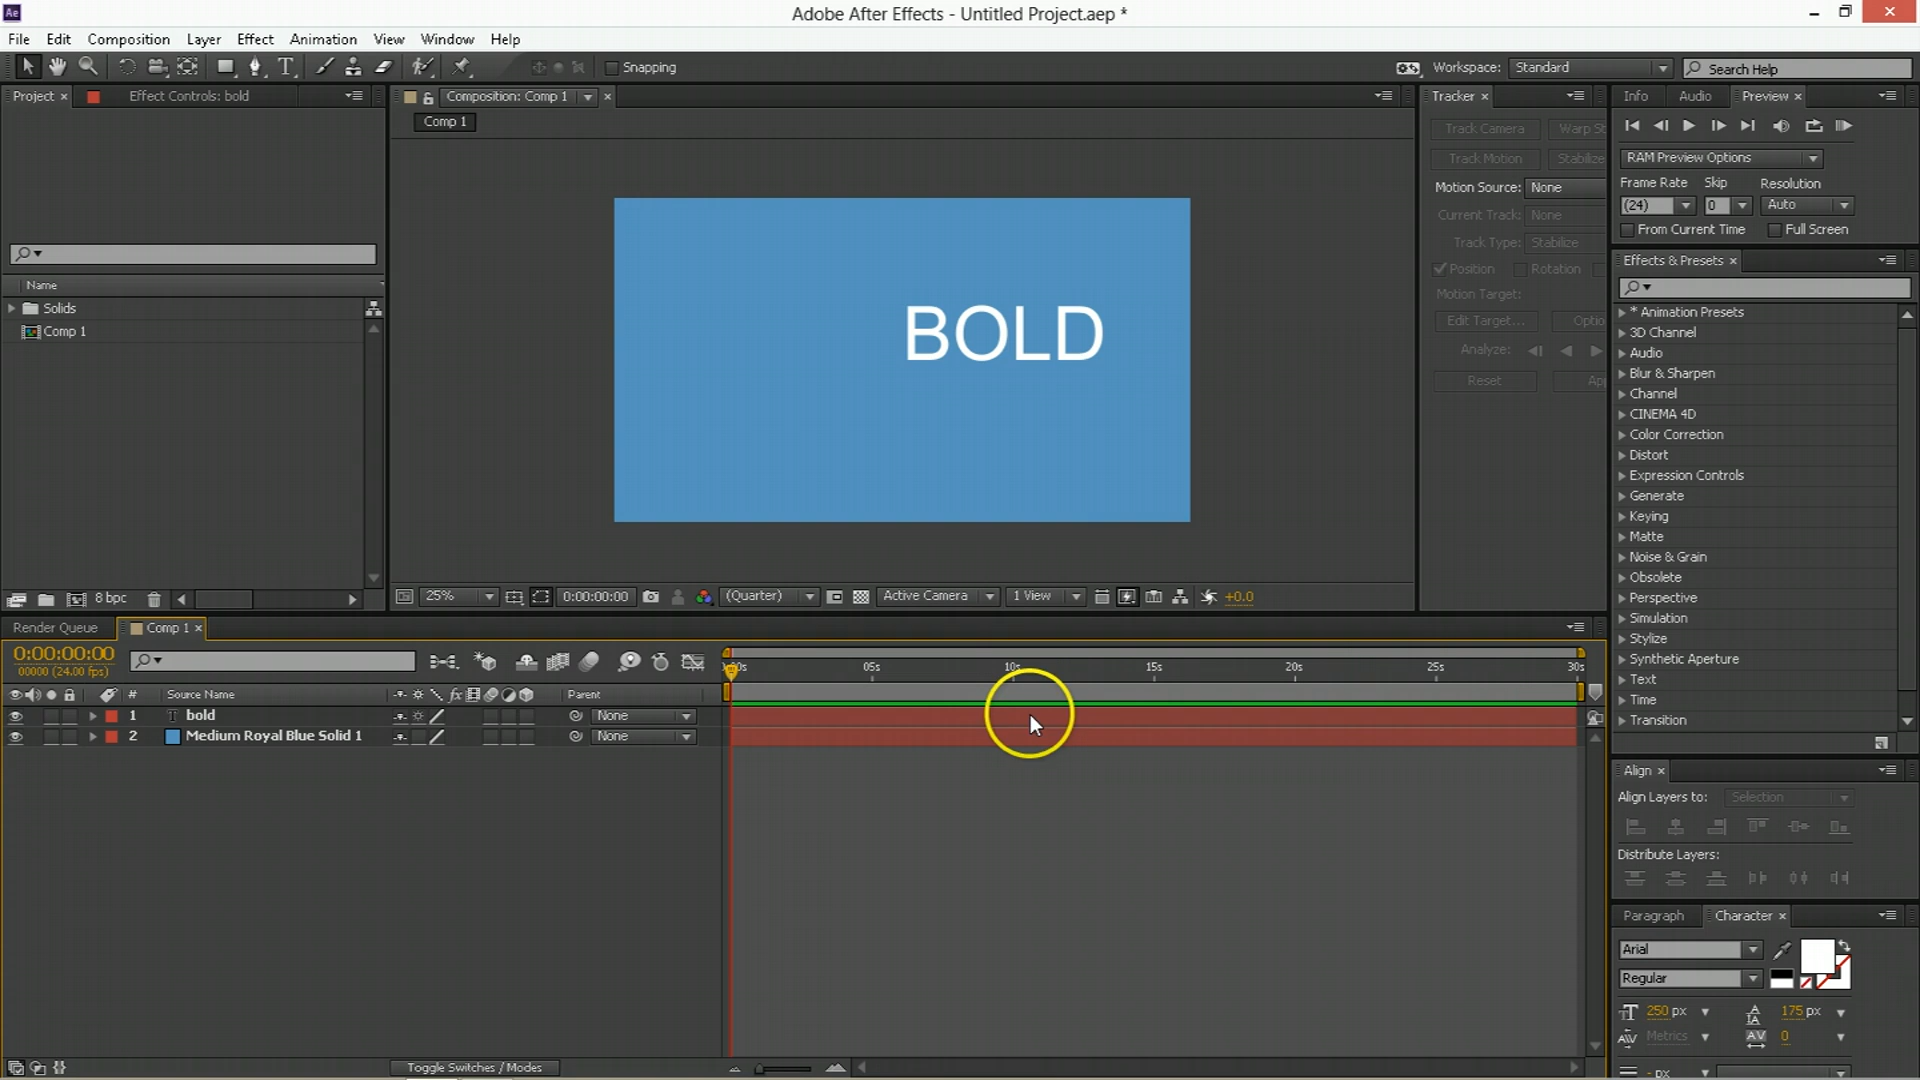 Ae Adobe After Effects - Untitled Project.aep *
File Edit Composition Layer Effect Animation View Window Help
Snapping Workspace: Standard Search Help
Project Effect Controls: bold
Composition: Comp 1
Comp 1
Tracker
Info Audio Preview
Track Camera Warp St
Track Motion Stabilize
Motion Source: None
Current Track: None
Track Type: Stabilize
Position Rotation
Motion Target:
Edit Target... Optio
Analyze:
Reset Ap
RAM Preview Options
Frame Rate Skip Resolution
(24) 0 Auto
From Current Time Full Screen
BOLD
Name
Solids
Comp 1
8 bpc
25% 0:00:00:00 (Quarter) Active Camera 1 View +0.0
Effects & Presets
* Animation Presets
3D Channel
Audio
Blur & Sharpen
Channel
CINEMA 4D
Color Correction
Distort
Expression Controls
Generate
Keying
Matte
Noise & Grain
Obsolete
Perspective
Simulation
Stylize
Synthetic Aperture
Text
Time
Transition
Render Queue Comp 1
0:00:00:00
00000 (24.00 fps)
:00s 05s 10s 15s 20s 25s 30s
# Source Name fx Parent
1 T bold None
2 Medium Royal Blue Solid 1 None
Toggle Switches / Modes
Align
Align Layers to: Selection
Distribute Layers:
Paragraph Character
Arial
Regular
250 px 175 px
Metrics 0
- px